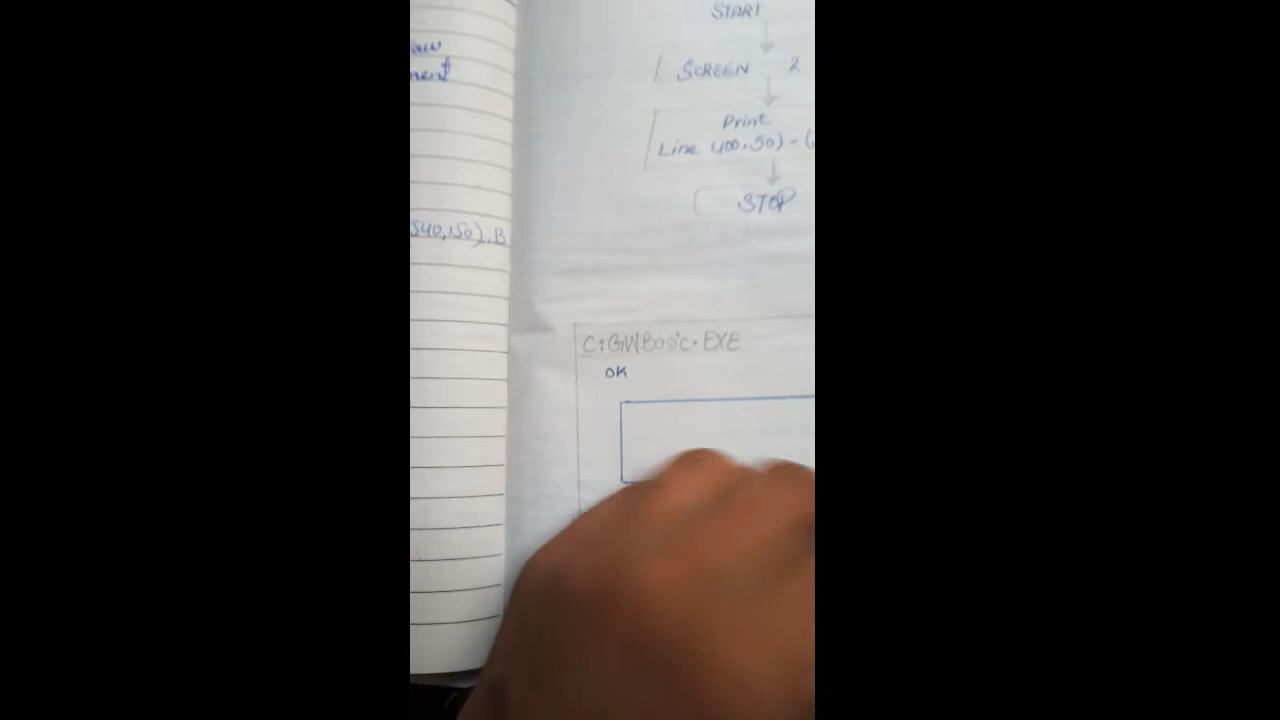 540,150).B
START
SCREEN 2
Print
Line (400,50) - (
STOP
C:GWBasic.EXE
OK